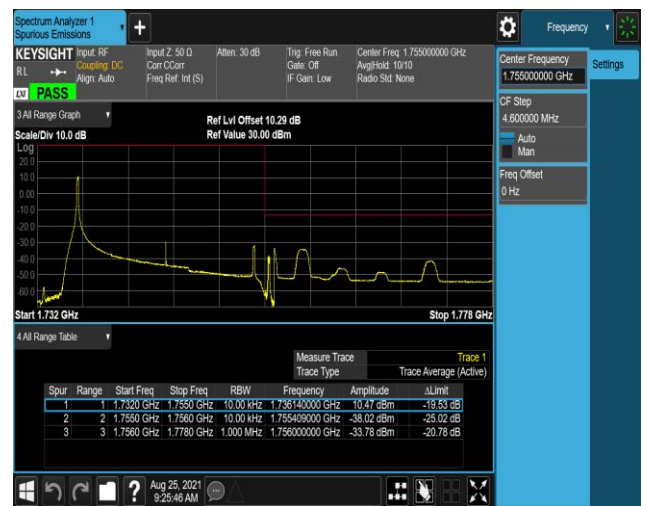 Spectrum Analyzer 1
Spurious Emissions
Frequency
KEYSIGHT
RL
LXI PASS
Input: RF
Coupling: DC
Align: Auto
Input Z: 50 Ω
Corr CCorr
Freq Ref: Int (S)
Atten: 30 dB
Trig: Free Run
Gate: Off
IF Gain: Low
Center Freq: 1.755000000 GHz
Avg|Hold: 10/10
Radio Std: None
Center Frequency
1.755000000 GHz
Settings
CF Step
4.600000 MHz
Auto
Man
Freq Offset
0 Hz
3 All Range Graph
Scale/Div 10.0 dB
Ref Lvl Offset 10.29 dB
Ref Value 30.00 dBm
Log
20.0
10.0
0.00
-10.0
-20.0
-30.0
-40.0
-50.0
-60.0
Start 1.732 GHz
Stop 1.778 GHz
4 All Range Table
Measure Trace Trace 1
Trace Type Trace Average (Active)
Spur Range Start Freq Stop Freq RBW Frequency Amplitude ΔLimit
1 1 1.7320 GHz 1.7550 GHz 10.00 kHz 1.736140000 GHz 10.47 dBm -19.53 dB
2 2 1.7550 GHz 1.7560 GHz 10.00 kHz 1.755409000 GHz -38.02 dBm -25.02 dB
3 3 1.7560 GHz 1.7780 GHz 1.000 MHz 1.756000000 GHz -33.78 dBm -20.78 dB
?
Aug 25, 2021
9:25:46 AM